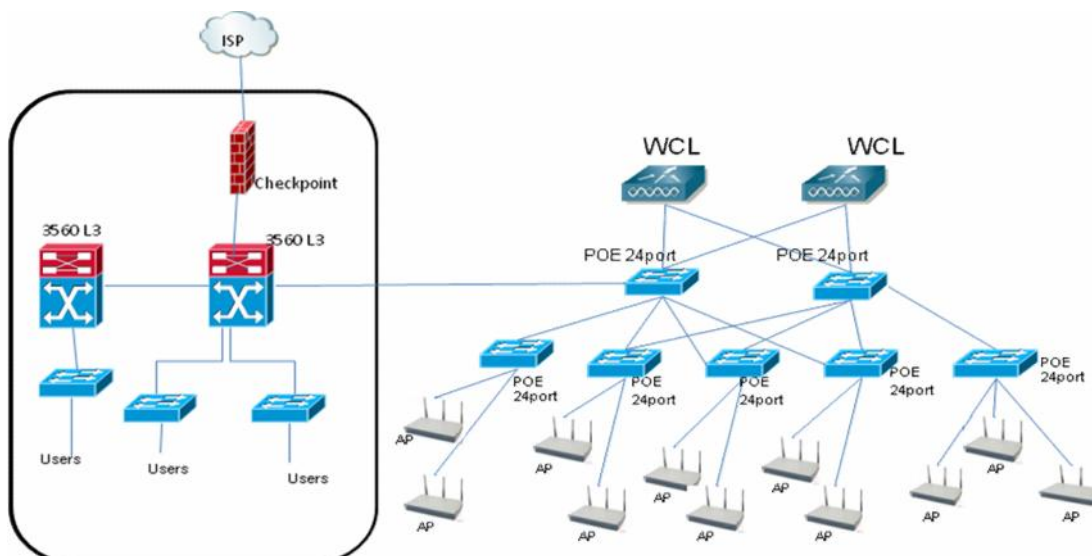 ISP
Checkpoint
3560 L3
3560 L3
Users
Users
Users
WCL
WCL
POE 24port
POE 24port
POE
24port
POE
24port
POE
24port
POE
24port
POE
24port
AP
AP
AP
AP
AP
AP
AP
AP
AP
AP
AP